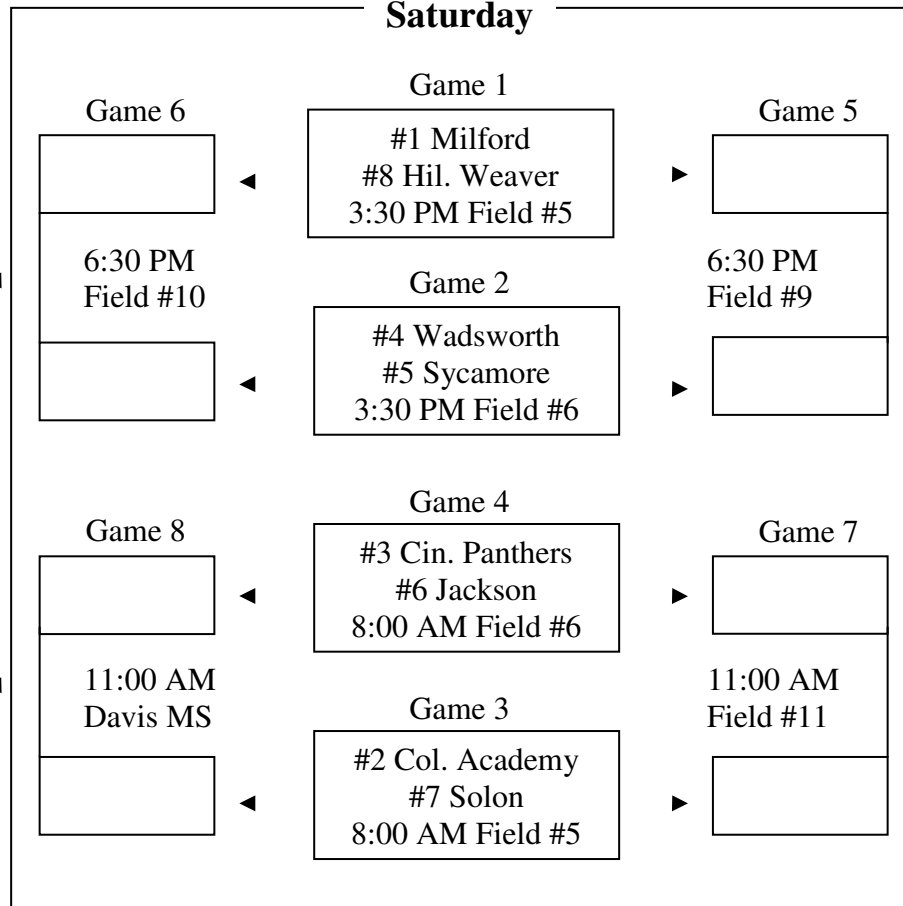 Saturday
Game 1
Game 6
Game 5
#1 Milford
#8 Hil. Weaver
3:30 PM Field #5
6:30 PM
Field #10
6:30 PM
Field #9
Game 2
#4 Wadsworth
#5 Sycamore
3:30 PM Field #6
Game 4
Game 8
Game 7
#3 Cin. Panthers
#6 Jackson
8:00 AM Field #6
11:00 AM
Davis MS
11:00 AM
Field #11
Game 3
#2 Col. Academy
#7 Solon
8:00 AM Field #5